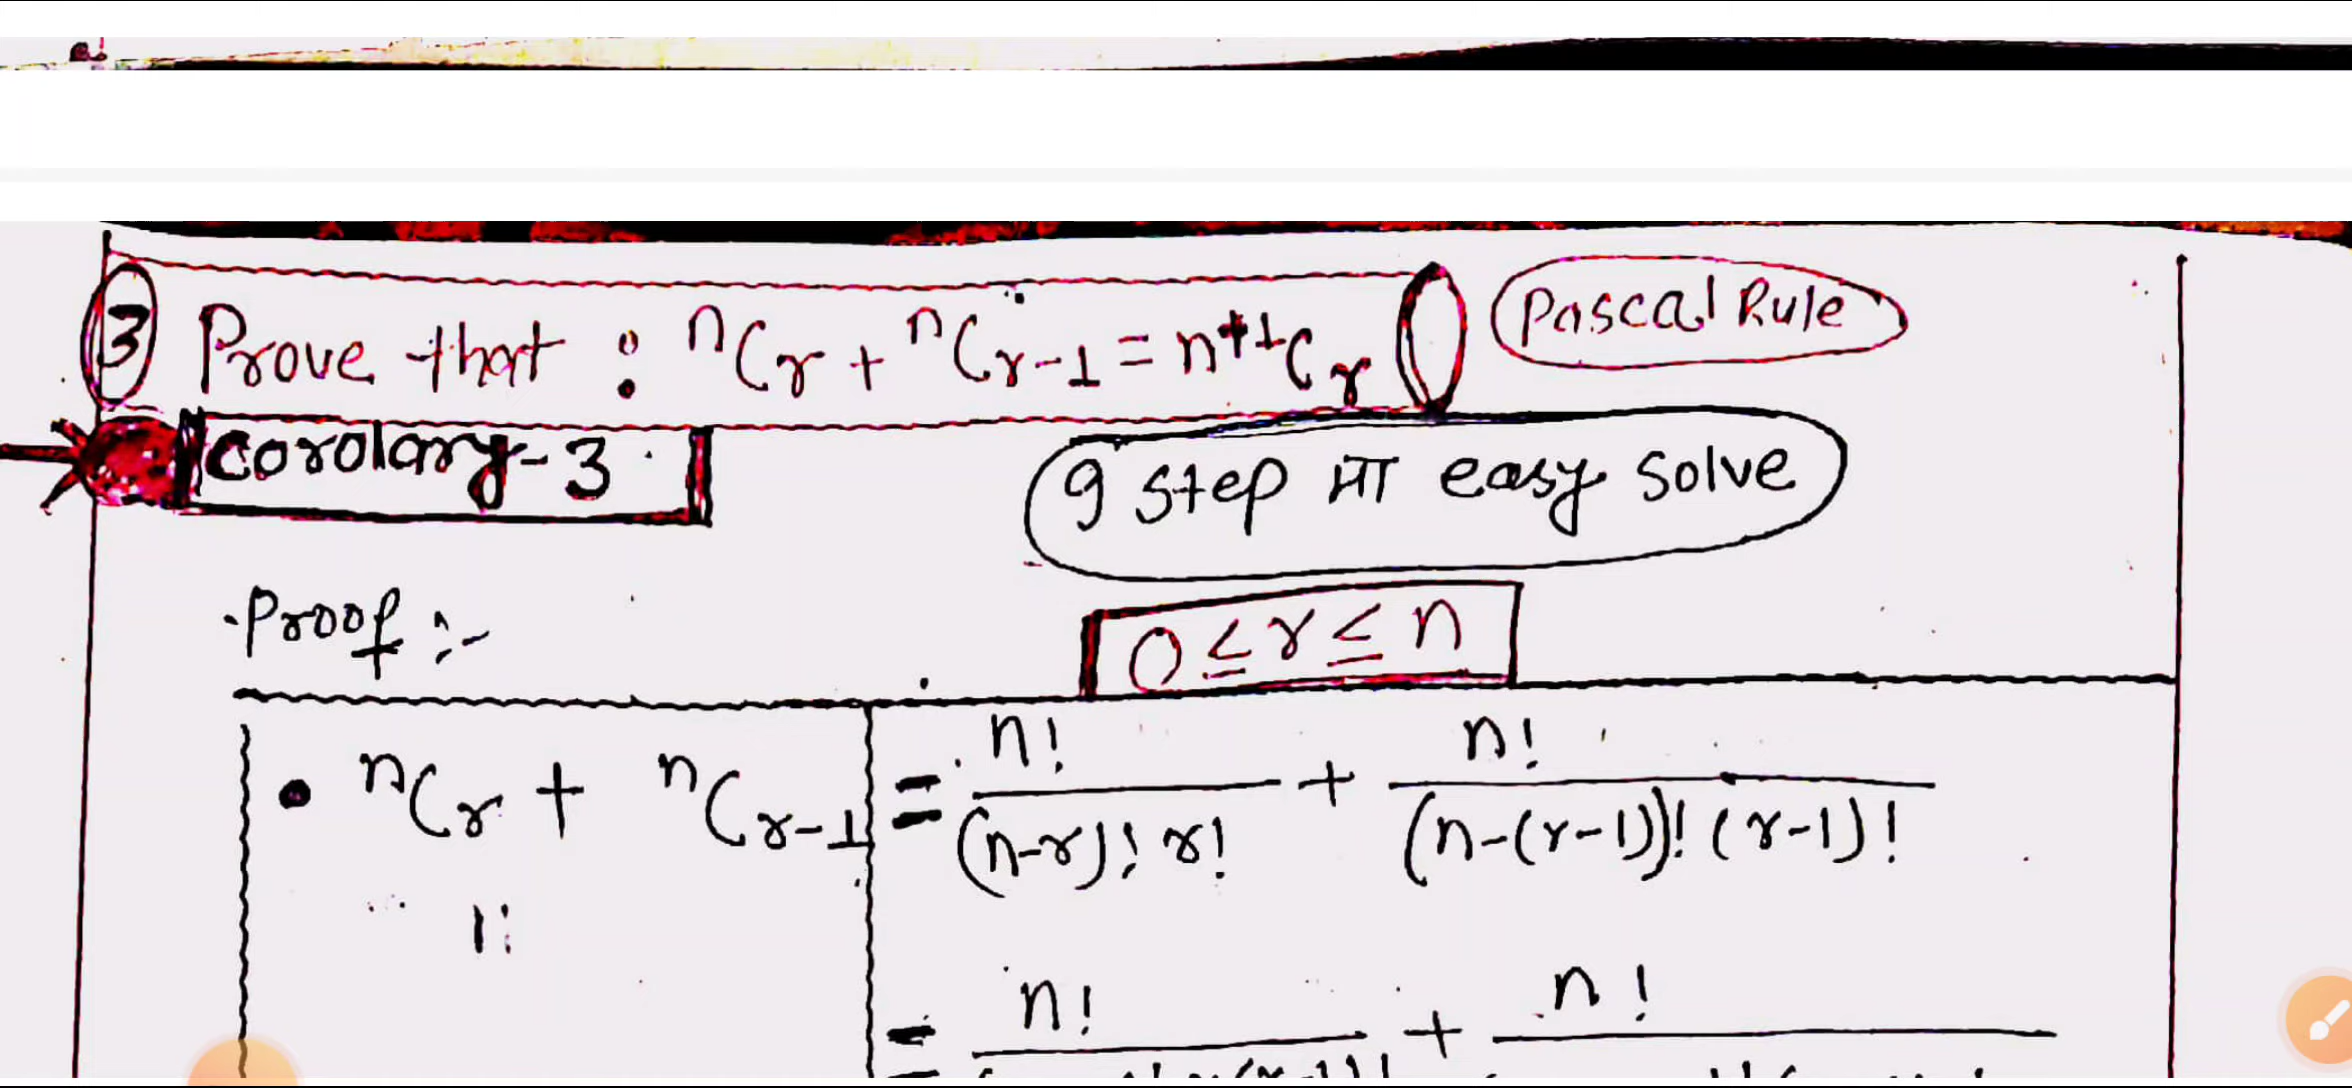 ③ Prove that : ⁿCᵣ + ⁿCᵣ₋₁ = ⁿ⁺¹Cᵣ
Pascal Rule
corolary-3
9 step मा easy solve
Proof :-
0 ≤ r ≤ n
• ⁿCᵣ + ⁿCᵣ₋₁ = n!/((n-r)! r!) + n!/((n-(r-1))! (r-1)!)
= n! + n!